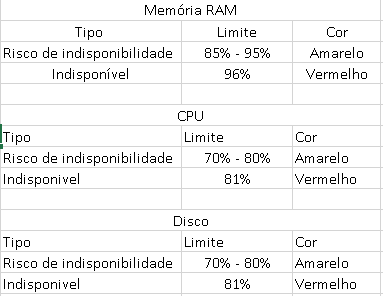 Memória RAM
Tipo Limite Cor
Risco de indisponibilidade 85% - 95% Amarelo
Indisponível 96% Vermelho
CPU
Tipo Limite Cor
Risco de indisponibilidade 70% - 80% Amarelo
Indisponivel 81% Vermelho
Disco
Tipo Limite Cor
Risco de indisponibilidade 70% - 80% Amarelo
Indisponivel 81% Vermelho